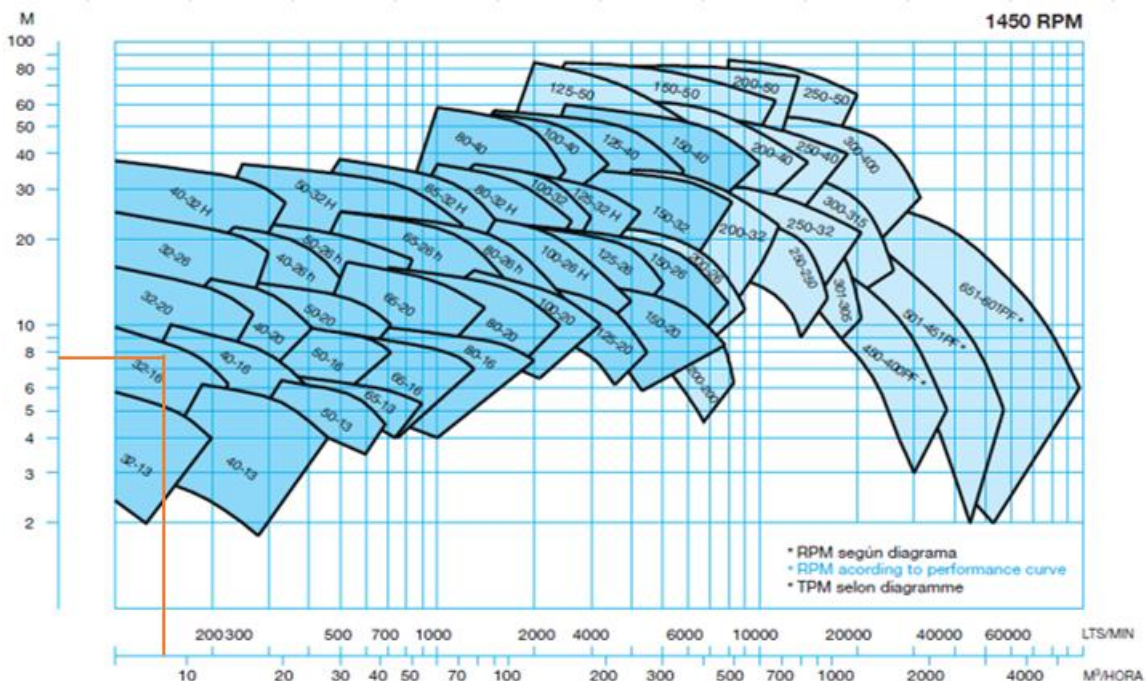 M
1450 RPM
100
80
60
50
40
30
20
10
8
6
5
4
3
2
125-50
150-50
200-50
250-50
80-40
100-40
125-40
150-40
200-40
250-40
300-400
40-32 H
50-32 H
65-32 H
80-32 H
100-32
125-32 H
150-32
200-32
250-32
300-315
32-26
40-26 h
50-26 h
65-26 h
80-26 h
100-26 H
125-26
150-26
200-26
250-250
301-305
651-601PF *
32-20
40-20
50-20
65-20
80-20
100-20
125-20
150-20
200-200
450-400PF *
501-451PF *
32-16
40-16
50-16
65-16
80-16
32-13
40-13
50-13
65-13
* RPM según diagrama
* RPM acording to performance curve
* TPM selon diagramme
200 300 500 700 1000 2000 4000 6000 10000 20000 40000 60000 LTS/MIN
10 20 30 40 50 70 100 200 300 500 700 1000 2000 4000 M³/HORA